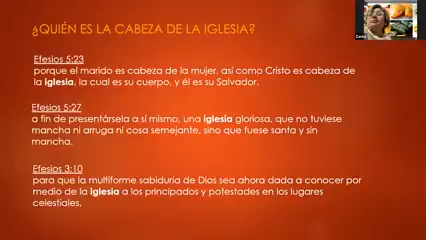 ¿QUIÉN ES LA CABEZA DE LA IGLESIA?
Efesios 5:23
porque el marido es cabeza de la mujer, así como Cristo es cabeza de
la iglesia, la cual es su cuerpo, y él es su Salvador.
Efesios 5:27
a fin de presentársela a sí mismo, una iglesia gloriosa, que no tuviese
mancha ni arruga ni cosa semejante, sino que fuese santa y sin
mancha.
Efesios 3:10
para que la multiforme sabiduría de Dios sea ahora dada a conocer por
medio de la iglesia a los principados y potestades en los lugares
celestiales,